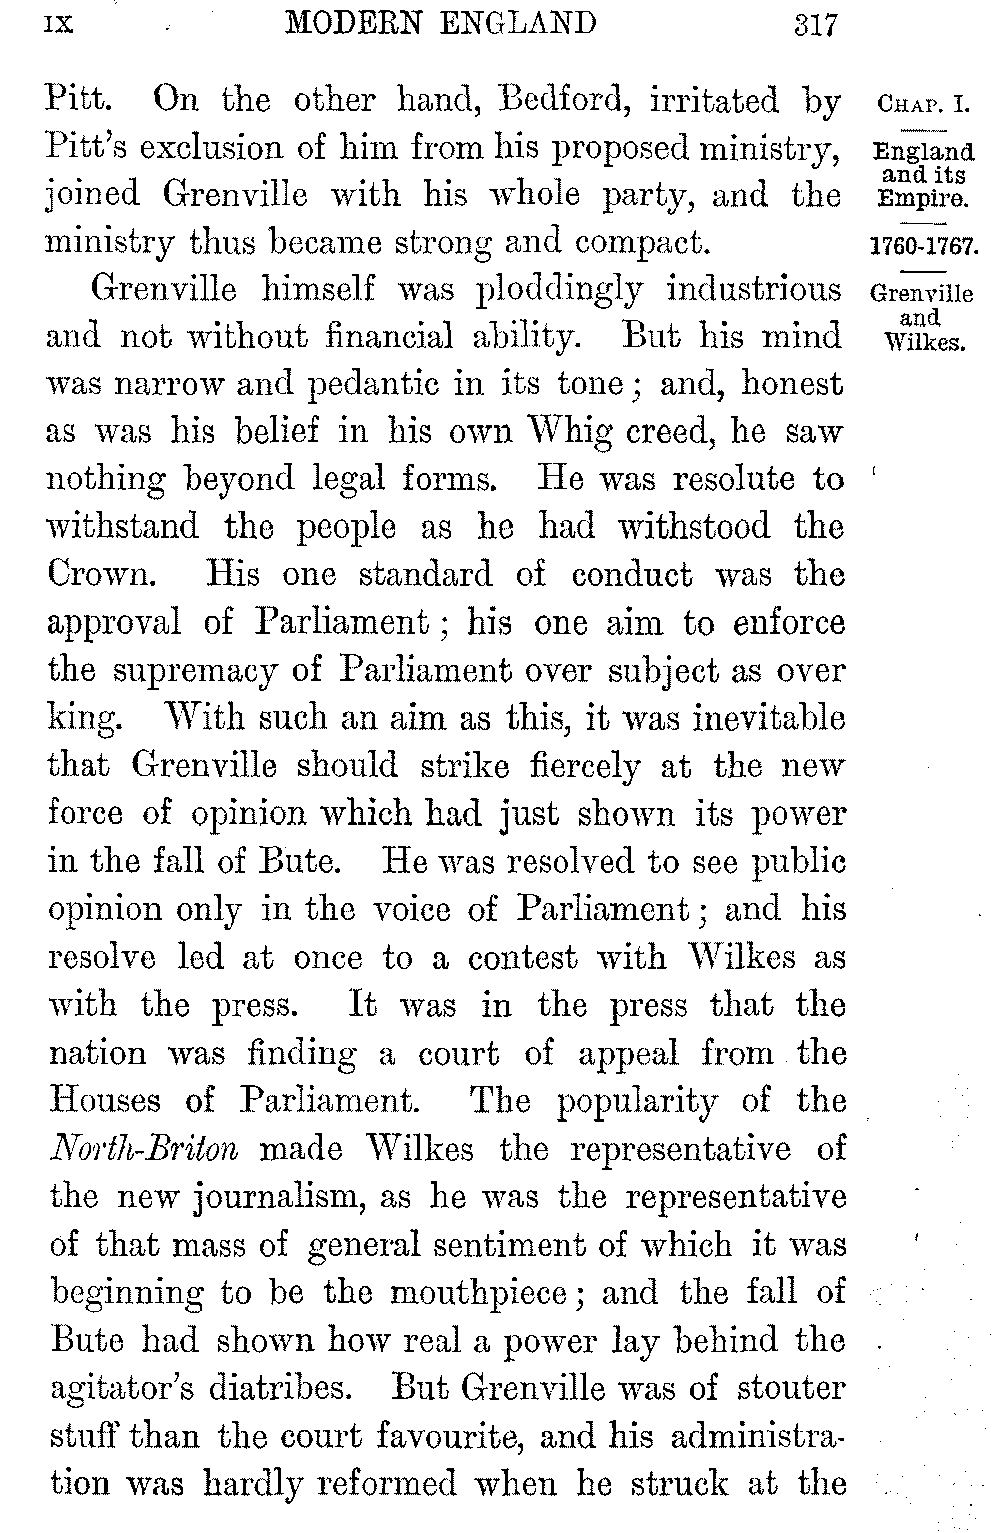 IX MODERN ENGLAND 317
Pitt. On the other hand, Bedford, irritated by
Pitt's exclusion of him from his proposed ministry,
joined Grenville with his whole party, and the
ministry thus became strong and compact.
Grenville himself was ploddingly industrious
and not without financial ability. But his mind
was narrow and pedantic in its tone; and, honest
as was his belief in his own Whig creed, he saw
nothing beyond legal forms. He was resolute to
withstand the people as he had withstood the
Crown. His one standard of conduct was the
approval of Parliament; his one aim to enforce
the supremacy of Parliament over subject as over
king. With such an aim as this, it was inevitable
that Grenville should strike fiercely at the new
force of opinion which had just shown its power
in the fall of Bute. He was resolved to see public
opinion only in the voice of Parliament; and his
resolve led at once to a contest with Wilkes as
with the press. It was in the press that the
nation was finding a court of appeal from the
Houses of Parliament. The popularity of the
North-Briton made Wilkes the representative of
the new journalism, as he was the representative
of that mass of general sentiment of which it was
beginning to be the mouthpiece; and the fall of
Bute had shown how real a power lay behind the
agitator's diatribes. But Grenville was of stouter
stuff than the court favourite, and his administra-
tion was hardly reformed when he struck at the
CHAP. I.
England
and its
Empire.
1760-1767.
Grenville
and
Wilkes.